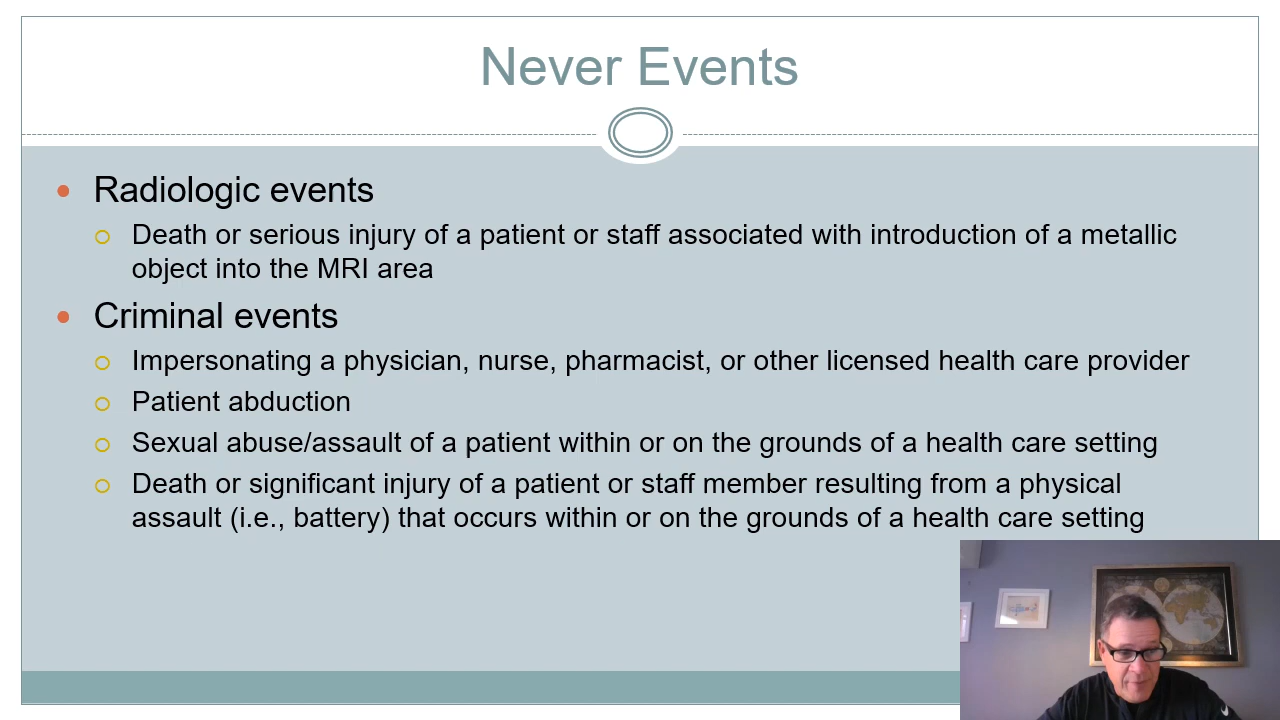 Never Events
Radiologic events
Death or serious injury of a patient or staff associated with introduction of a metallic
object into the MRI area
Criminal events
Impersonating a physician, nurse, pharmacist, or other licensed health care provider
Patient abduction
Sexual abuse/assault of a patient within or on the grounds of a health care setting
Death or significant injury of a patient or staff member resulting from a physical
assault (i.e., battery) that occurs within or on the grounds of a health care setting